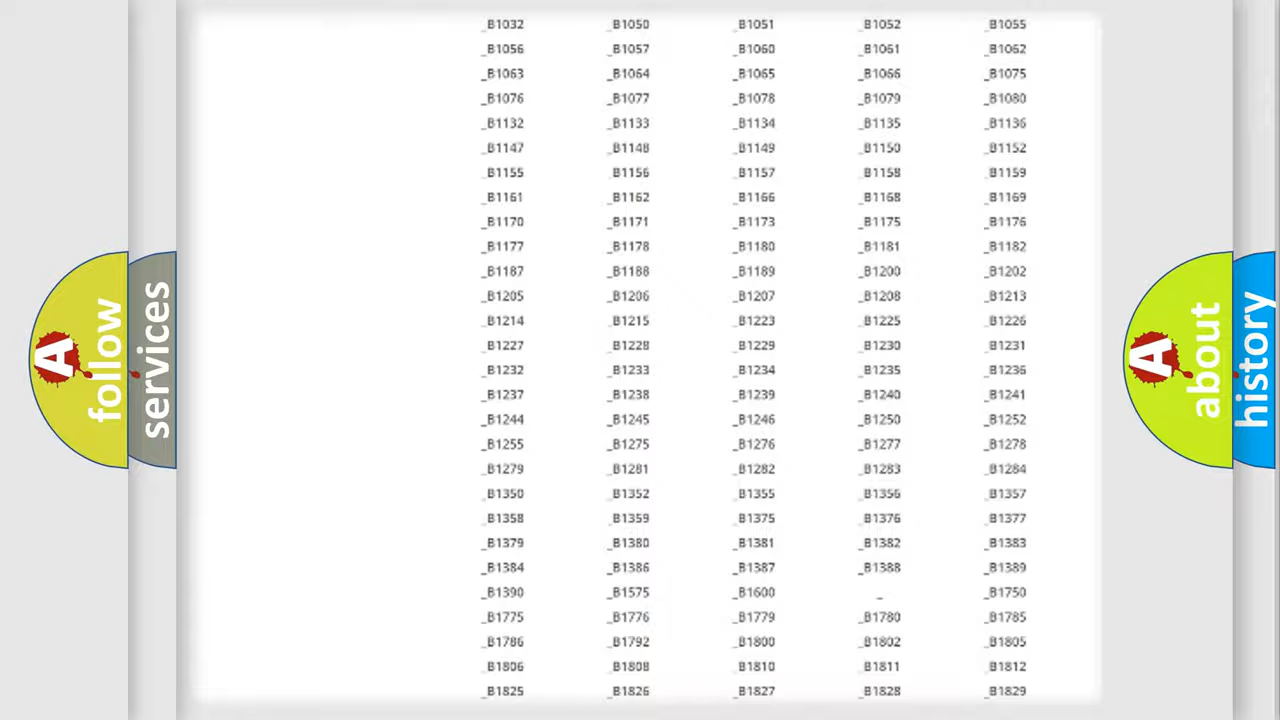 _B1032 _B1050 _B1051 _B1052 _B1055
_B1056 _B1057 _B1060 _B1061 _B1062
_B1063 _B1064 _B1065 _B1066 _B1075
_B1076 _B1077 _B1078 _B1079 _B1080
_B1132 _B1133 _B1134 _B1135 _B1136
_B1147 _B1148 _B1149 _B1150 _B1152
_B1155 _B1156 _B1157 _B1158 _B1159
_B1161 _B1162 _B1166 _B1168 _B1169
_B1170 _B1171 _B1173 _B1175 _B1176
_B1177 _B1178 _B1180 _B1181 _B1182
_B1187 _B1188 _B1189 _B1200 _B1202
_B1205 _B1206 _B1207 _B1208 _B1213
_B1214 _B1215 _B1223 _B1225 _B1226
_B1227 _B1228 _B1229 _B1230 _B1231
_B1232 _B1233 _B1234 _B1235 _B1236
_B1237 _B1238 _B1239 _B1240 _B1241
_B1244 _B1245 _B1246 _B1250 _B1252
_B1255 _B1275 _B1276 _B1277 _B1278
_B1279 _B1281 _B1282 _B1283 _B1284
_B1350 _B1352 _B1355 _B1356 _B1357
_B1358 _B1359 _B1375 _B1376 _B1377
_B1379 _B1380 _B1381 _B1382 _B1383
_B1384 _B1386 _B1387 _B1388 _B1389
_B1390 _B1575 _B1600 _ _B1750
_B1775 _B1776 _B1779 _B1780 _B1785
_B1786 _B1792 _B1800 _B1802 _B1805
_B1806 _B1808 _B1810 _B1811 _B1812
_B1825 _B1826 _B1827 _B1828 _B1829
A follow
services
A about
history